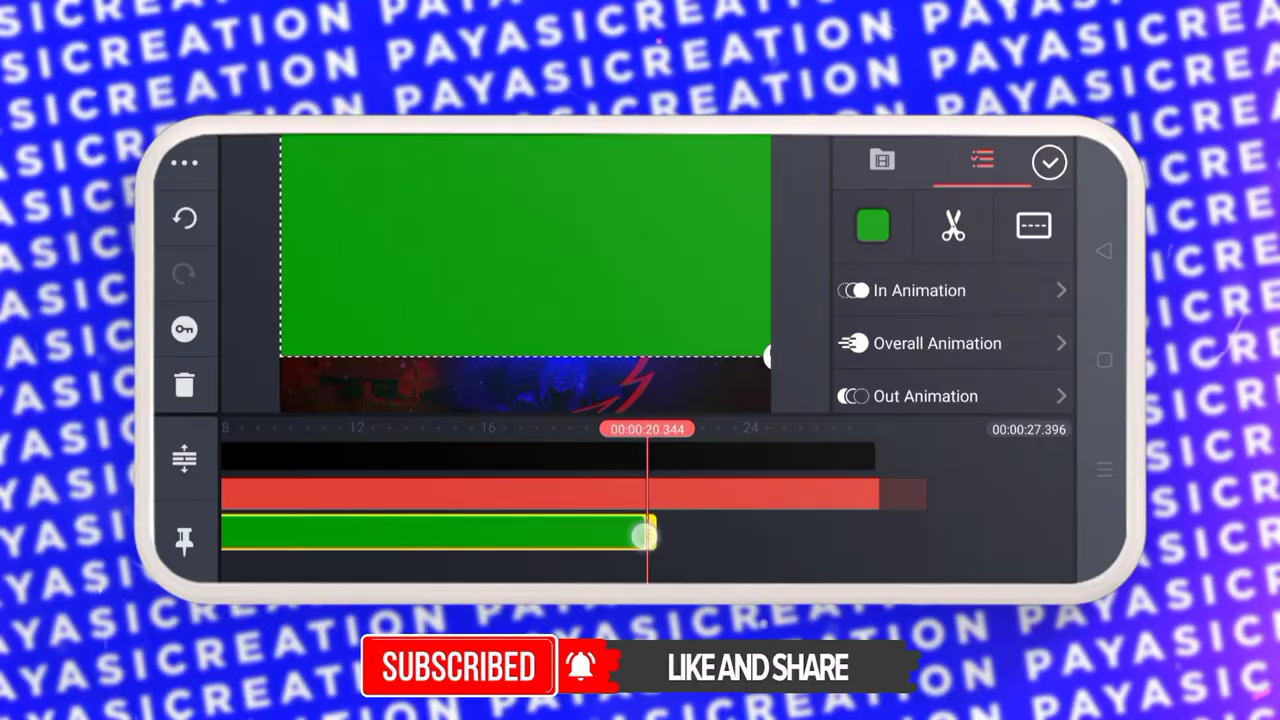 PAYASICREATION PAYASICREATION
In Animation
Overall Animation
Out Animation
8 12 16 00:00:20.344 24 00:00:27.396
SUBSCRIBED
LIKE AND SHARE